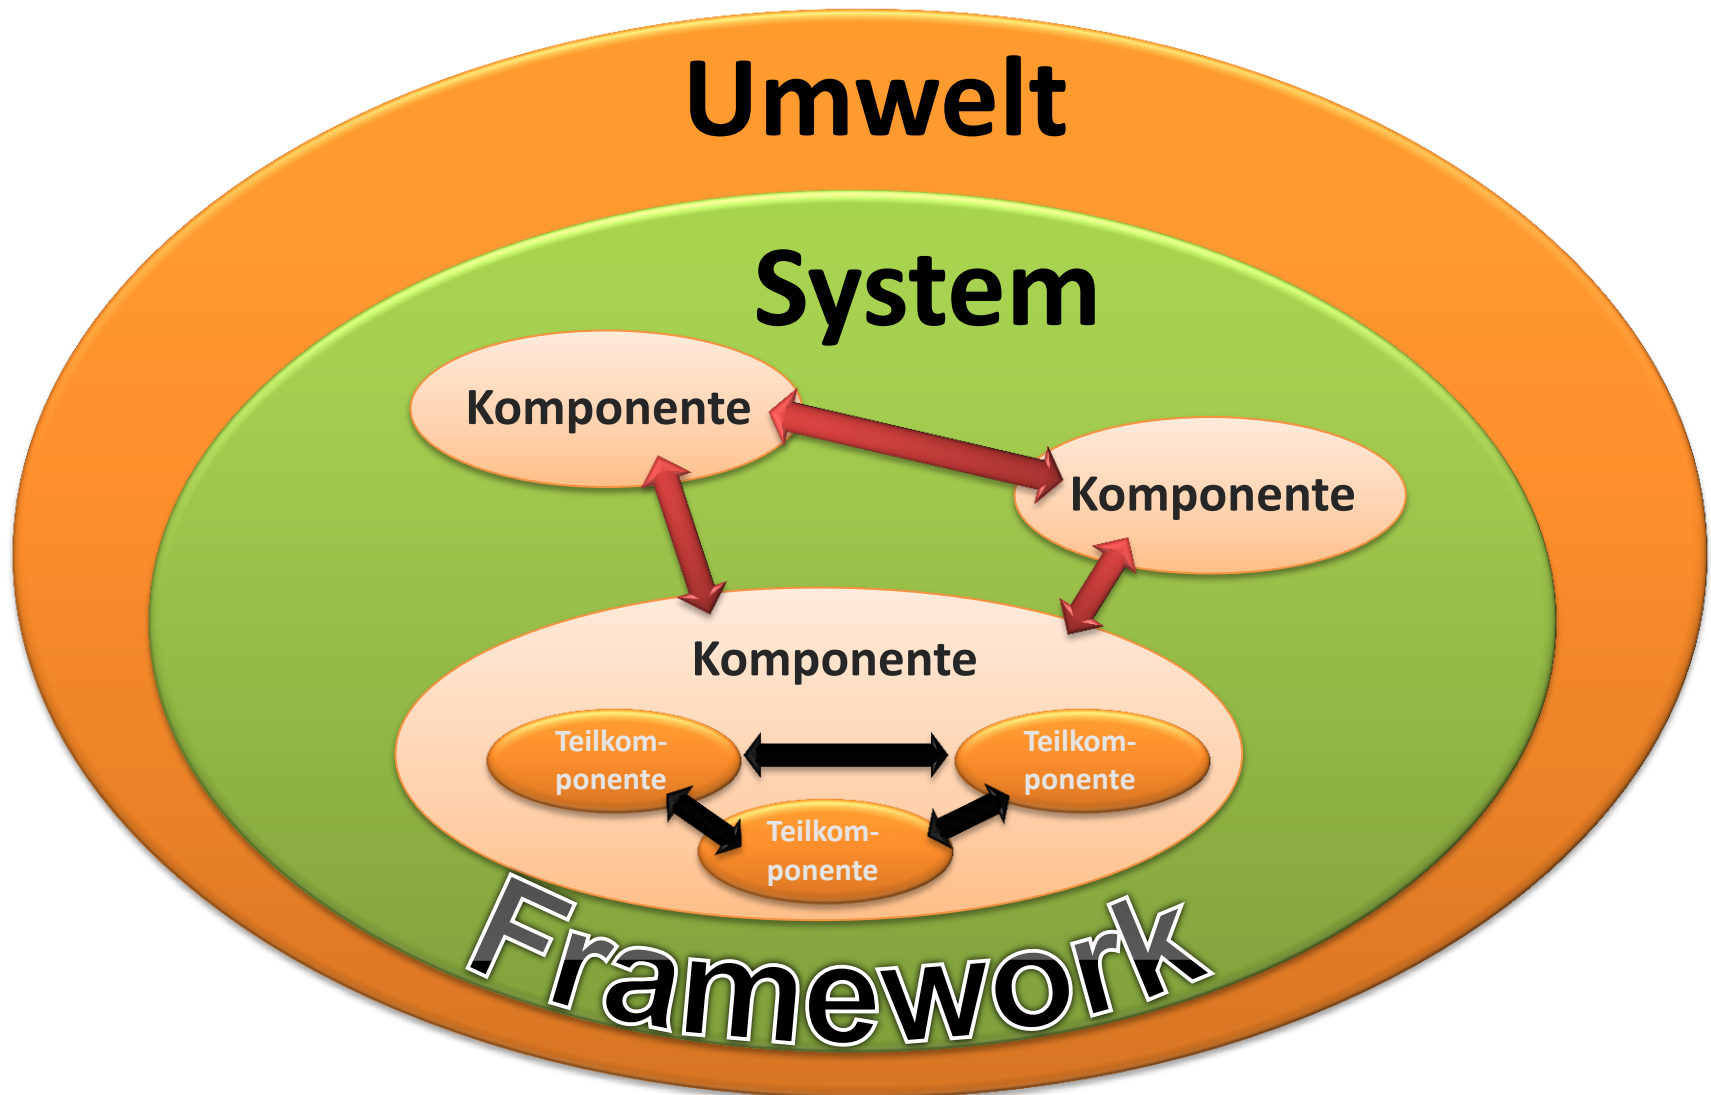 Umwelt
System
Komponente
Komponente
Komponente
Teilkom-
ponente
Teilkom-
ponente
Teilkom-
ponente
Framework